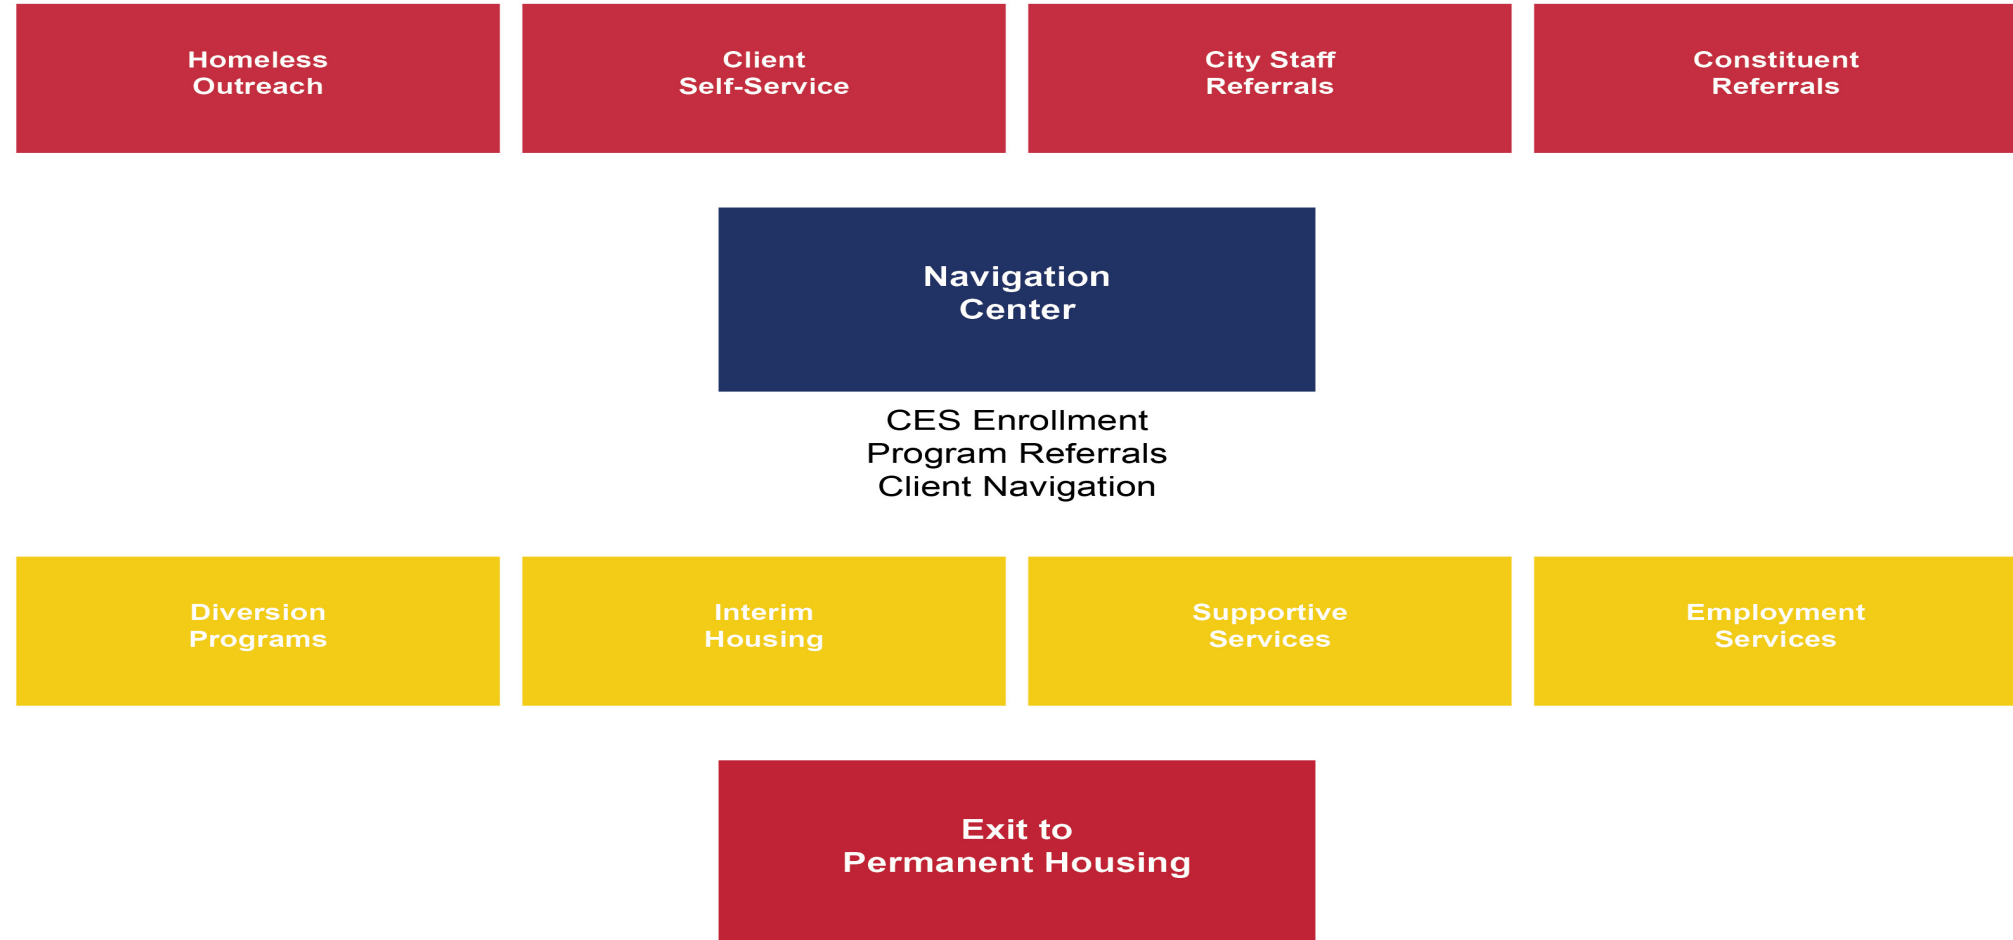 Homeless
Outreach
Client
Self-Service
City Staff
Referrals
Constituent
Referrals
Navigation
Center
CES Enrollment
Program Referrals
Client Navigation
Diversion
Programs
Interim
Housing
Supportive
Services
Employment
Services
Exit to
Permanent Housing